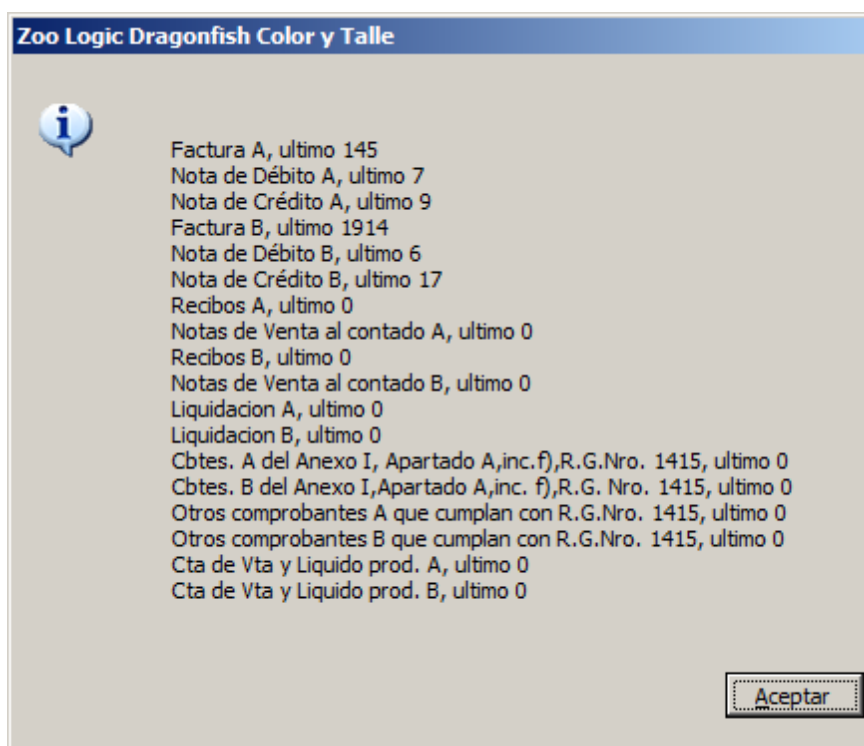 Zoo Logic Dragonfish Color y Talle
Factura A, ultimo 145
Nota de Débito A, ultimo 7
Nota de Crédito A, ultimo 9
Factura B, ultimo 1914
Nota de Débito B, ultimo 6
Nota de Crédito B, ultimo 17
Recibos A, ultimo 0
Notas de Venta al contado A, ultimo 0
Recibos B, ultimo 0
Notas de Venta al contado B, ultimo 0
Liquidacion A, ultimo 0
Liquidacion B, ultimo 0
Cbtes. A del Anexo I, Apartado A,inc.f),R.G.Nro. 1415, ultimo 0
Cbtes. B del Anexo I,Apartado A,inc. f),R.G. Nro. 1415, ultimo 0
Otros comprobantes A que cumplan con R.G.Nro. 1415, ultimo 0
Otros comprobantes B que cumplan con R.G.Nro. 1415, ultimo 0
Cta de Vta y Liquido prod. A, ultimo 0
Cta de Vta y Liquido prod. B, ultimo 0
Aceptar